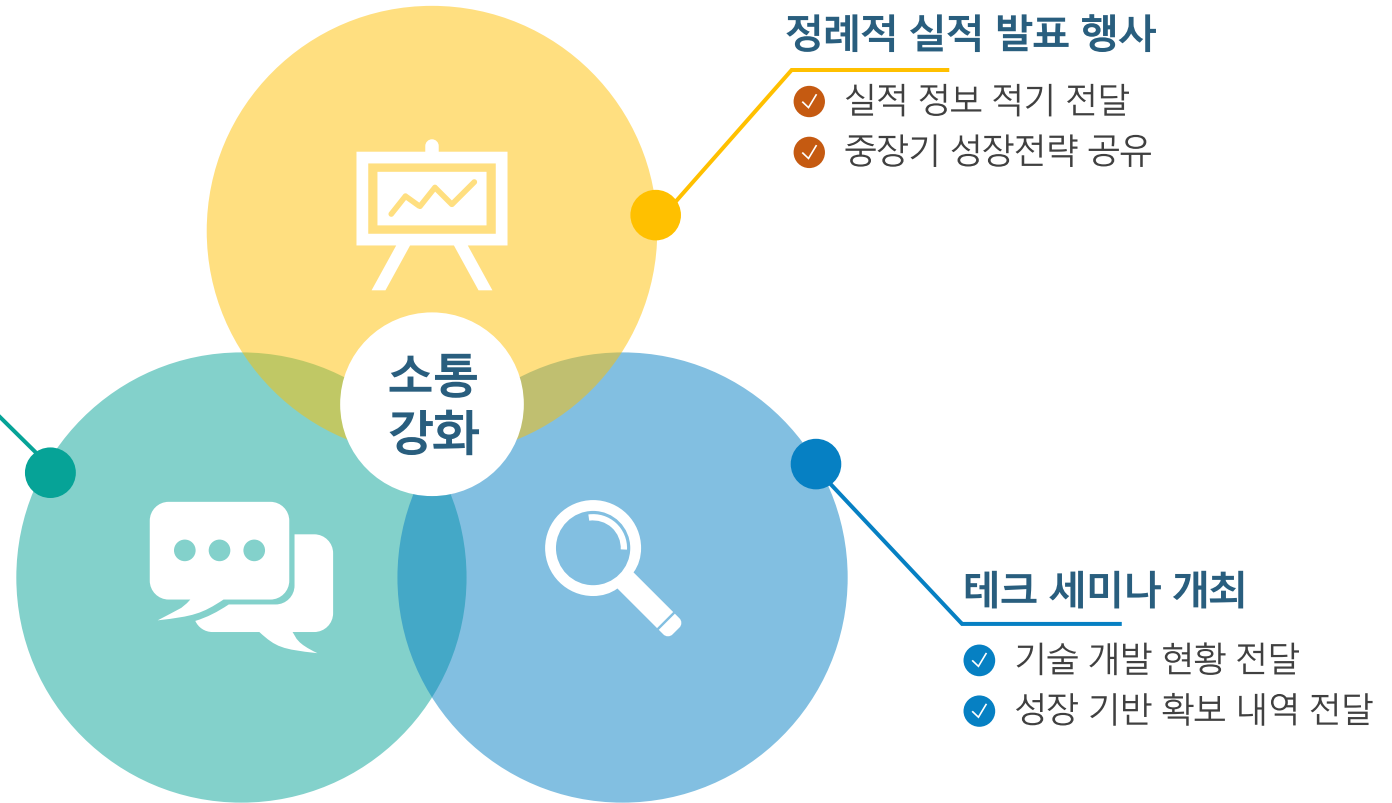 정례적 실적 발표 행사
실적 정보 적기 전달
중장기 성장전략 공유
소통
강화
테크 세미나 개최
기술 개발 현황 전달
성장 기반 확보 내역 전달